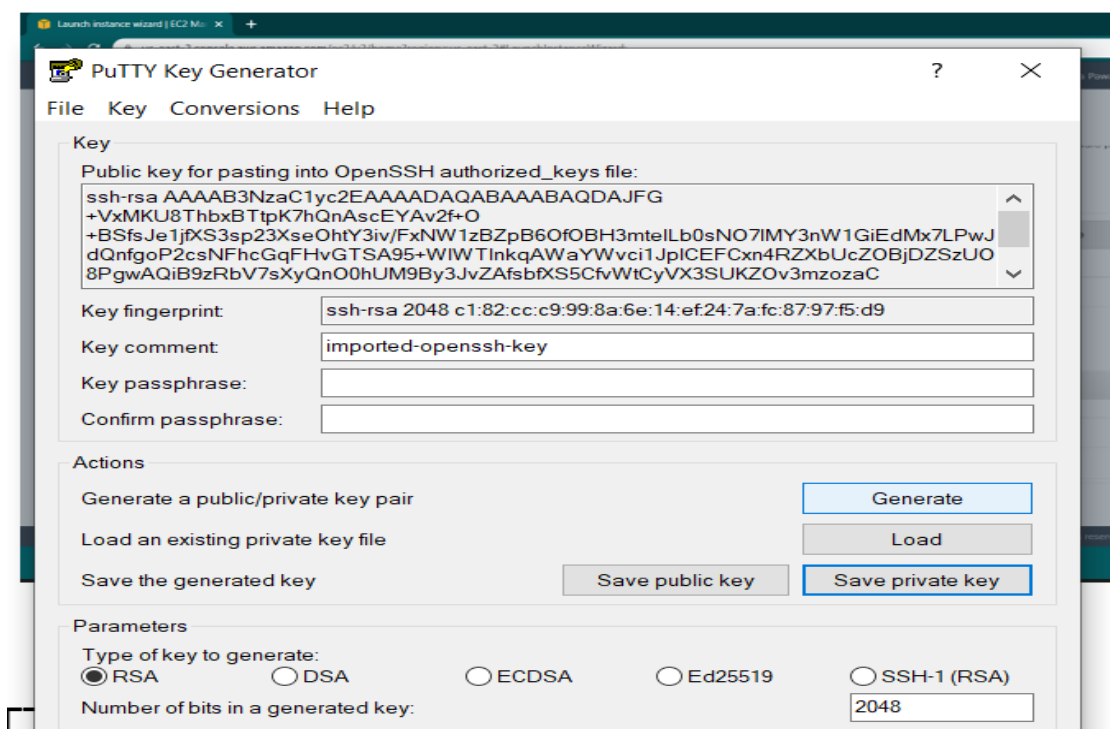 Launch instance wizard | EC2 Ma
PuTTY Key Generator
?
File Key Conversions Help
Key
Public key for pasting into OpenSSH authorized_keys file:
ssh-rsa AAAAB3NzaC1yc2EAAAADAQABAAABAQDAJFG
+VxMKU8ThbxBTtpK7hQnAscEYAv2f+O
+BSfsJe1jfXS3sp23XseOhtY3iv/FxNW1zBZpB6OfOBH3mtelLb0sNO7IMY3nW1GiEdMx7LPwJ
dQnfgoP2csNFhcGqFHvGTSA95+WIWTInkqAWaYWvci1JpICEFCxn4RZXbUcZOBjDZSzUO
8PgwAQiB9zRbV7sXyQnO0hUM9By3JvZAfsbfXS5CfvWtCyVX3SUKZOv3mzozaC
Key fingerprint: ssh-rsa 2048 c1:82:cc:c9:99:8a:6e:14:ef:24:7a:fc:87:97:f5:d9
Key comment: imported-openssh-key
Key passphrase:
Confirm passphrase:
Actions
Generate a public/private key pair Generate
Load an existing private key file Load
Save the generated key Save public key Save private key
Parameters
Type of key to generate:
RSA DSA ECDSA Ed25519 SSH-1 (RSA)
Number of bits in a generated key: 2048